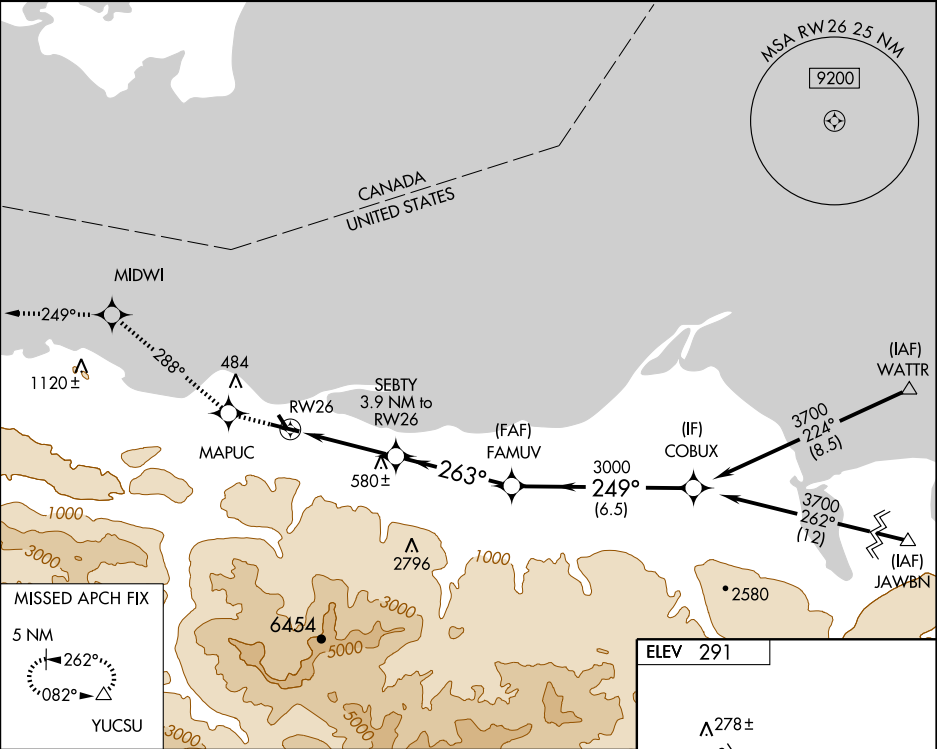 MSA RW26 25 NM
9200
CANADA
UNITED STATES
MIDWI
249°
288°
1120±
484
MAPUC
RW26
SEBTY
3.9 NM to
RW26
580±
263°
(FAF)
FAMUV
3000
249°
(6.5)
(IF)
COBUX
(IAF)
WATTR
3700
224°
(8.5)
3700
262°
(12)
(IAF)
JAWBN
1000
3000
2796
1000
3000
6454
5000
5000
3000
2580
MISSED APCH FIX
5 NM
262°
082°
YUCSU
ELEV 291
278±